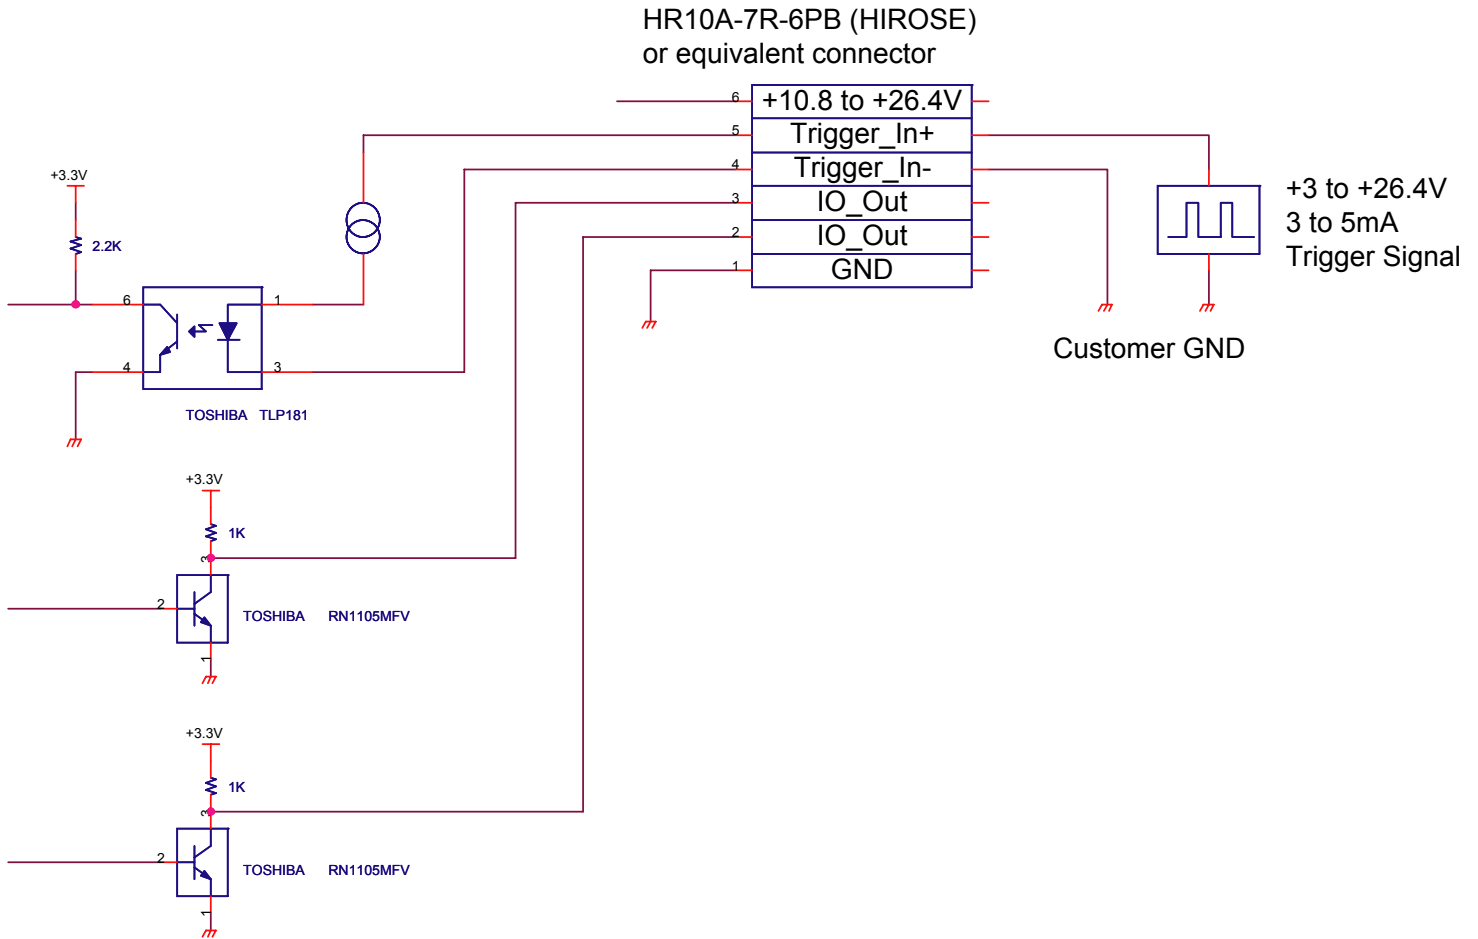 HR10A-7R-6PB (HIROSE)
or equivalent connector
6 +10.8 to +26.4V
5 Trigger_In+
4 Trigger_In-
3 IO_Out
2 IO_Out
1 GND
+3 to +26.4V
3 to 5mA
Trigger Signal
Customer GND
+3.3V
2.2K
6 1
4 3
TOSHIBA TLP181
+3.3V
1K
3
2
TOSHIBA RN1105MFV
1
+3.3V
1K
3
2
TOSHIBA RN1105MFV
1